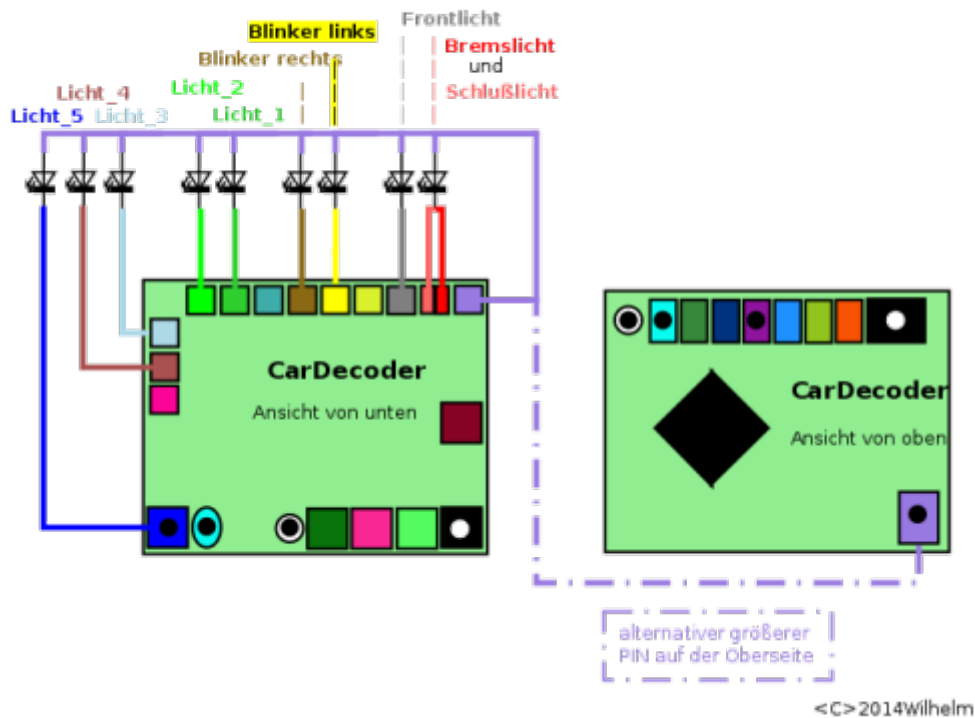 Frontlicht
Blinker links
Bremslicht
und
Blinker rechts
Schlußlicht
Licht_2
Licht_4
Licht_5
Licht_3
Licht_1
CarDecoder
Ansicht von unten
CarDecoder
Ansicht von oben
alternativer größerer
PIN auf der Oberseite
<C>2014Wilhelm